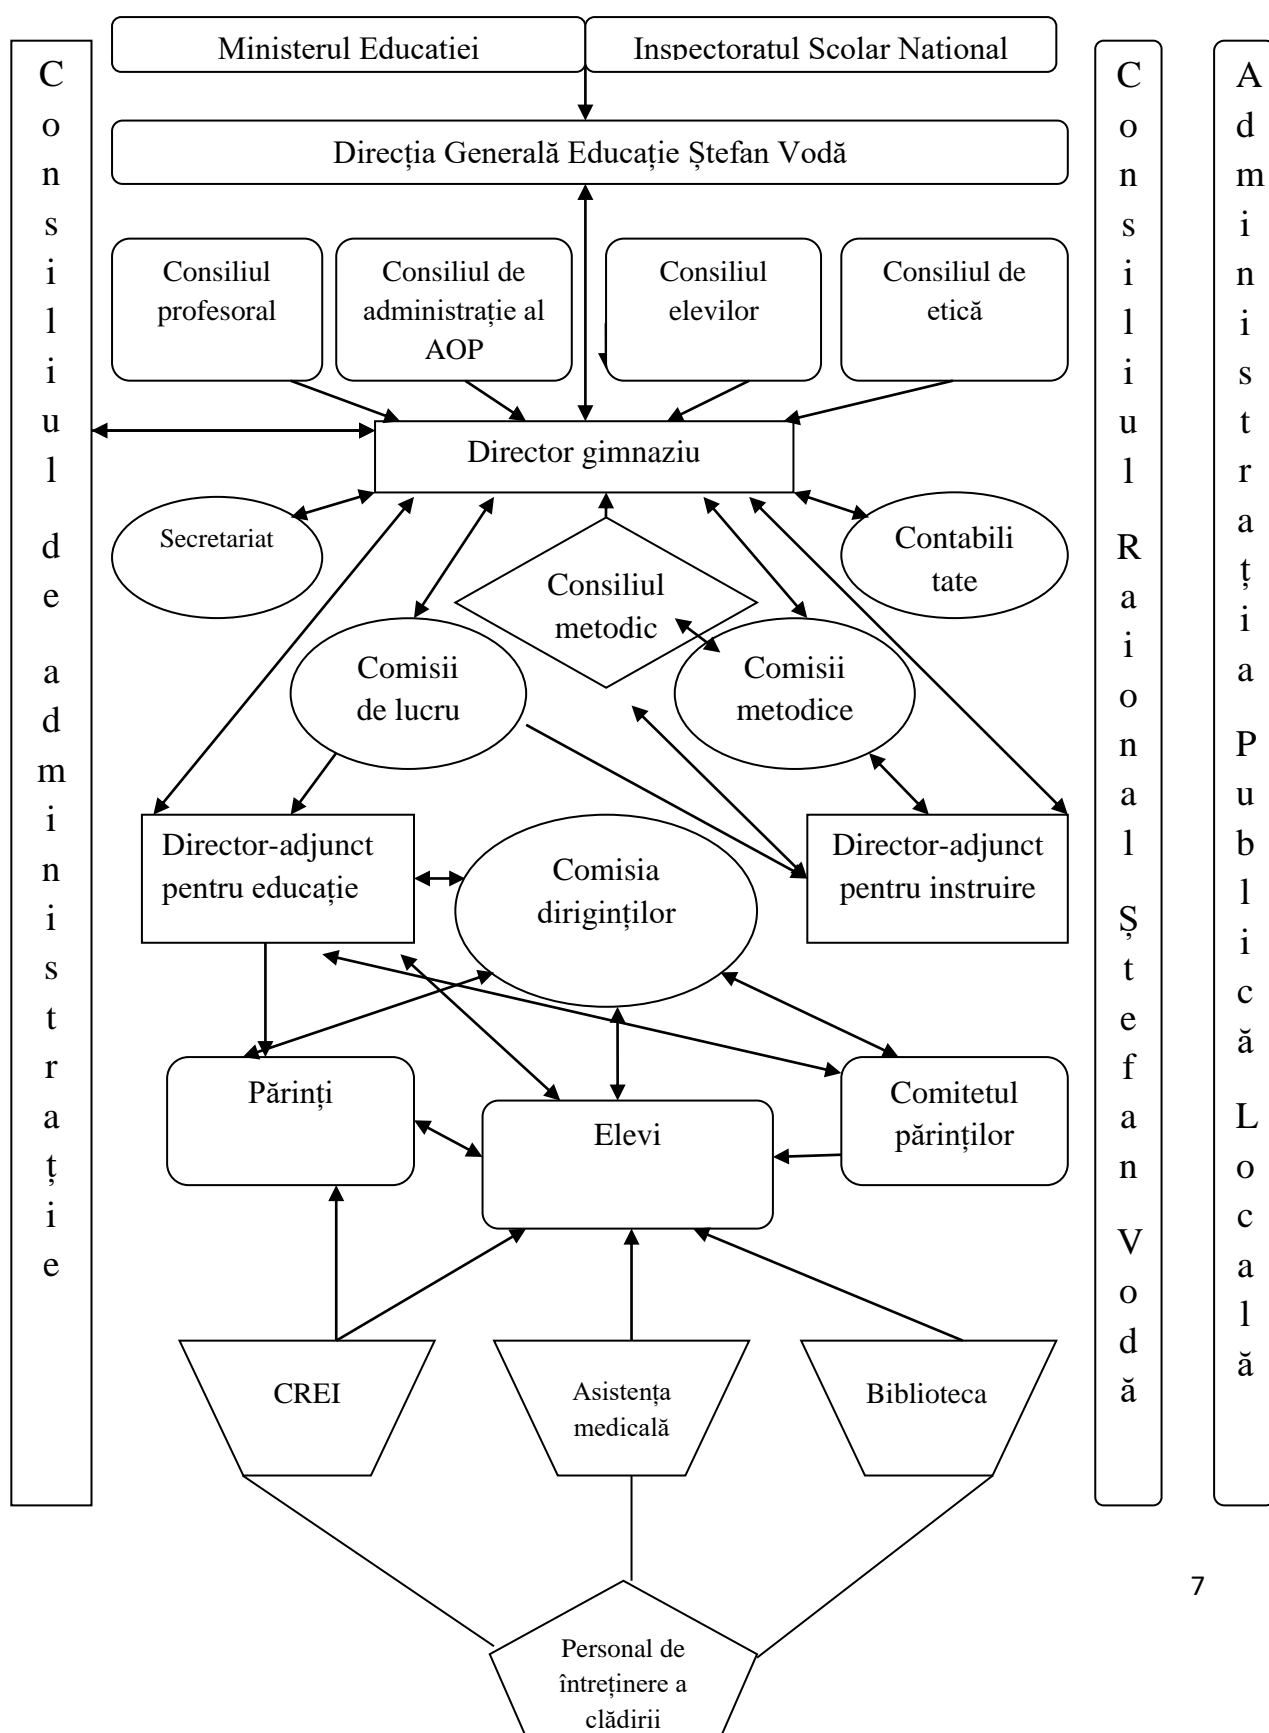 Ministerul Educatiei
Inspectoratul Scolar National
Direcția Generală Educație Ștefan Vodă
Consiliul de administrație
Consiliul Raional Ștefan Vodă
Administrația Publică Locală
Consiliul
profesoral
Consiliul de
administrație al
AOP
Consiliul
elevilor
Consiliul de
etică
Director gimnaziu
Secretariat
Contabili
tate
Consiliul
metodic
Comisii
de lucru
Comisii
metodice
Director-adjunct
pentru educație
Comisia
diriginților
Director-adjunct
pentru instruire
Părinți
Elevi
Comitetul
părinților
CREI
Asistența
medicală
Biblioteca
7
Personal de
întreținere a
clădirii